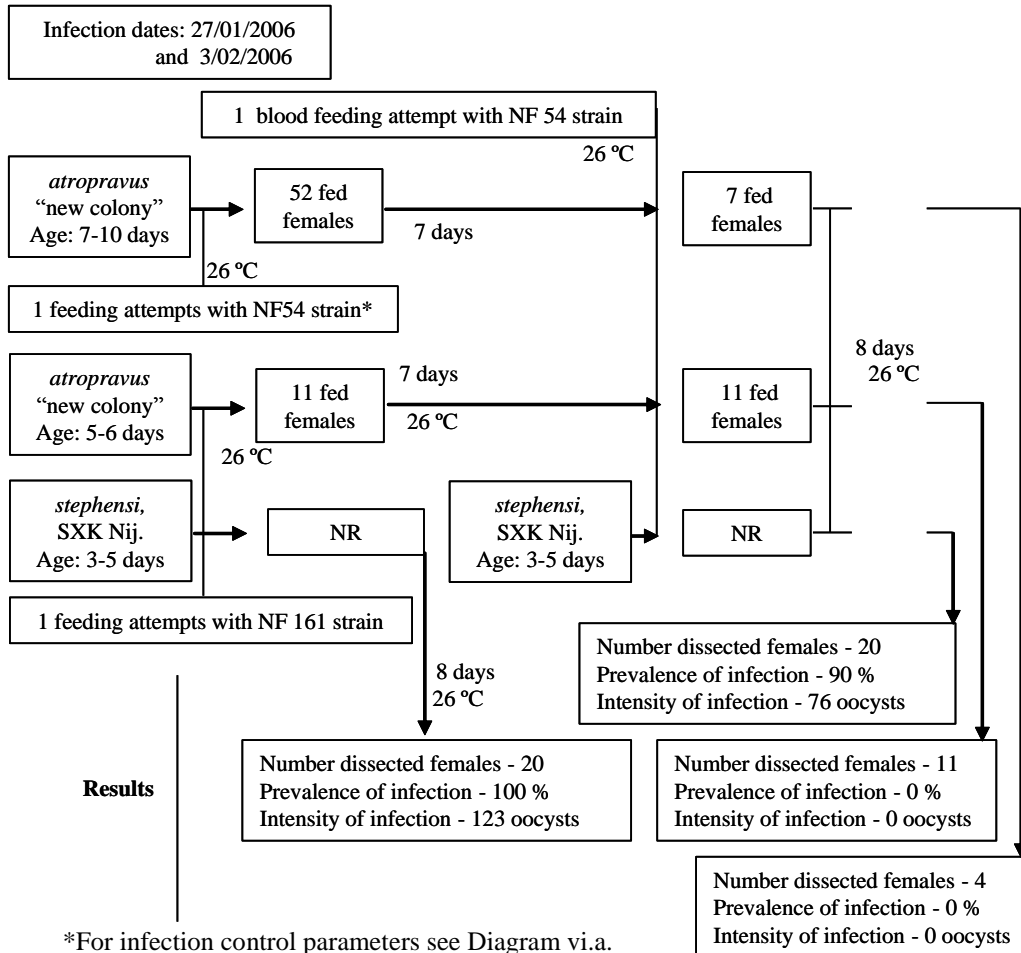 Infection dates: 27/01/2006
and 3/02/2006
1 blood feeding attempt with NF 54 strain
26 ºC
atropravus
“new colony”
Age: 7-10 days
52 fed
females
7 days
7 fed
females
26 ºC
1 feeding attempts with NF54 strain*
atropravus
“new colony”
Age: 5-6 days
11 fed
females
7 days
26 ºC
11 fed
females
8 days
26 ºC
26 ºC
stephensi,
SXK Nij.
Age: 3-5 days
NR
stephensi,
SXK Nij.
Age: 3-5 days
NR
1 feeding attempts with NF 161 strain
8 days
26 ºC
Number dissected females - 20
Prevalence of infection - 90 %
Intensity of infection - 76 oocysts
Results
Number dissected females - 20
Prevalence of infection - 100 %
Intensity of infection - 123 oocysts
Number dissected females - 11
Prevalence of infection - 0 %
Intensity of infection - 0 oocysts
Number dissected females - 4
Prevalence of infection - 0 %
Intensity of infection - 0 oocysts
*For infection control parameters see Diagram vi.a.